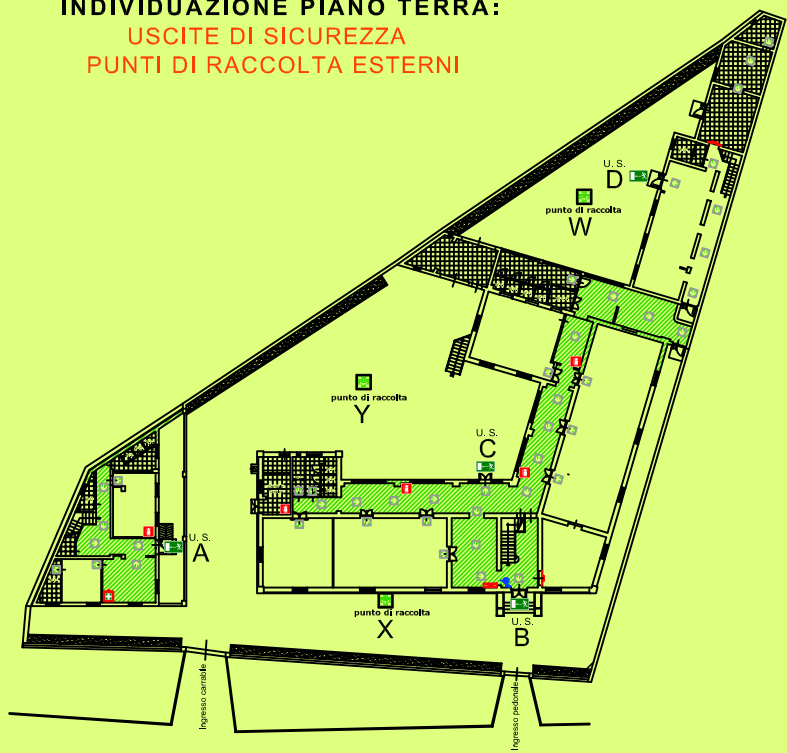 INDIVIDUAZIONE PIANO TERRA:
USCITE DI SICUREZZA
PUNTI DI RACCOLTA ESTERNI
U. S.
D
punto di raccolta
W
punto di raccolta
Y
U. S.
C
U. S.
A
punto di raccolta
X
U. S.
B
Ingresso carrabile
Ingresso pedonale